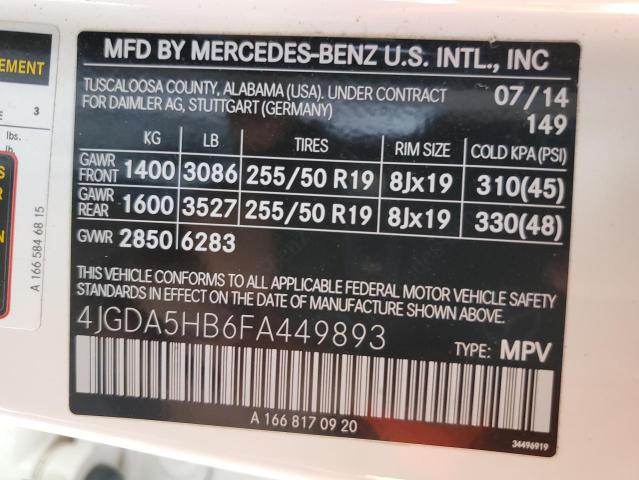 EMENT
E 3
lbs.
lbs.
A 166 584 68 15
MFD BY MERCEDES-BENZ U.S. INTL., INC
TUSCALOOSA COUNTY, ALABAMA (USA). UNDER CONTRACT 07/14
FOR DAIMLER AG, STUTTGART (GERMANY) 149
KG LB TIRES RIM SIZE COLD KPA(PSI)
GAWR FRONT 1400 3086 255/50 R19 8Jx19 310(45)
GAWR REAR 1600 3527 255/50 R19 8Jx19 330(48)
GVWR 2850 6283
THIS VEHICLE CONFORMS TO ALL APPLICABLE FEDERAL MOTOR VEHICLE SAFETY
STANDARDS IN EFFECT ON THE DATE OF MANUFACTURE SHOWN ABOVE.
4JGDA5HB6FA449893
TYPE: MPV
A 166 817 09 20
34496919